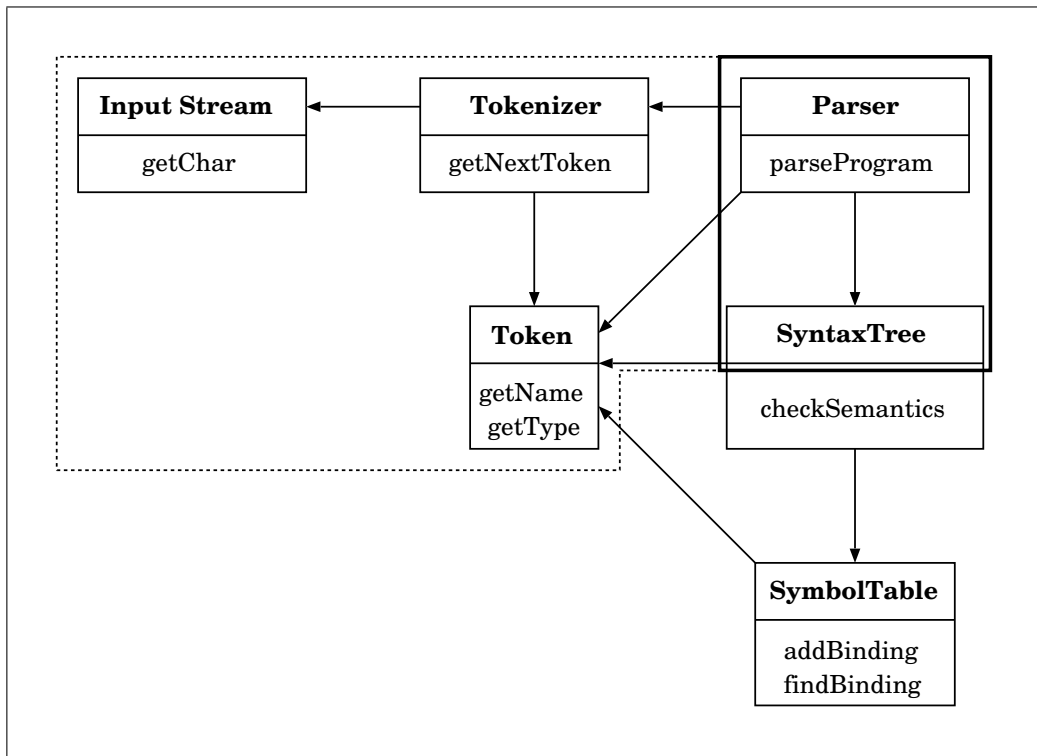 Input Stream
getChar
Tokenizer
getNextToken
Parser
parseProgram
Token
getName
getType
SyntaxTree
checkSemantics
SymbolTable
addBinding
findBinding